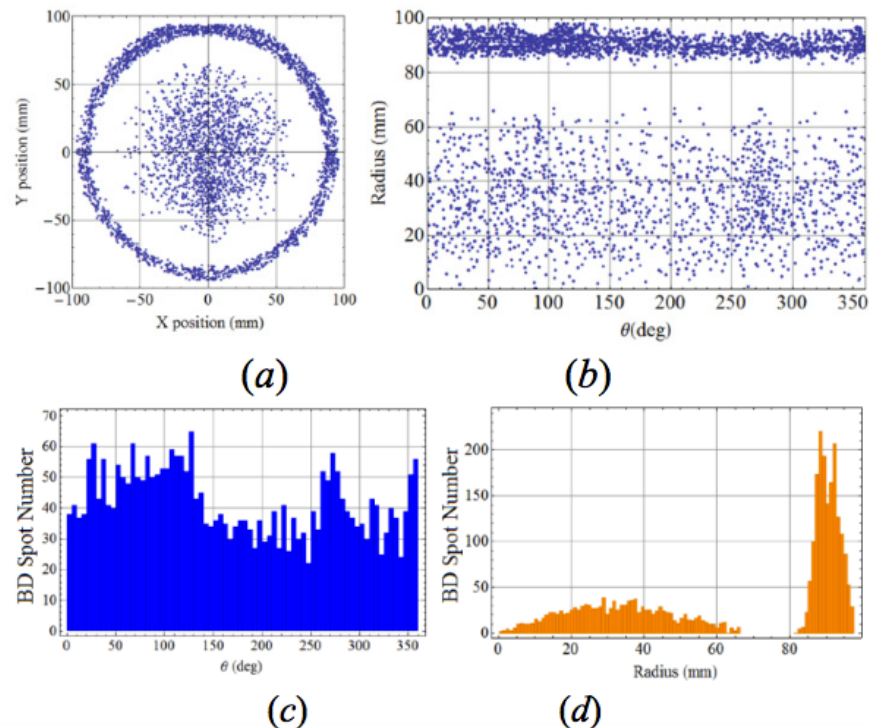 100
50
0
−50
−100
Y position (mm)
−100 −50 0 50 100
X position (mm)
(a)
100
80
60
40
20
0
Radius (mm)
0 50 100 150 200 250 300 350
θ(deg)
(b)
70
60
50
40
30
20
10
0
BD Spot Number
0 50 100 150 200 250 300 350
θ (deg)
(c)
200
150
100
50
0
BD Spot Number
0 20 40 60 80
Radius (mm)
(d)